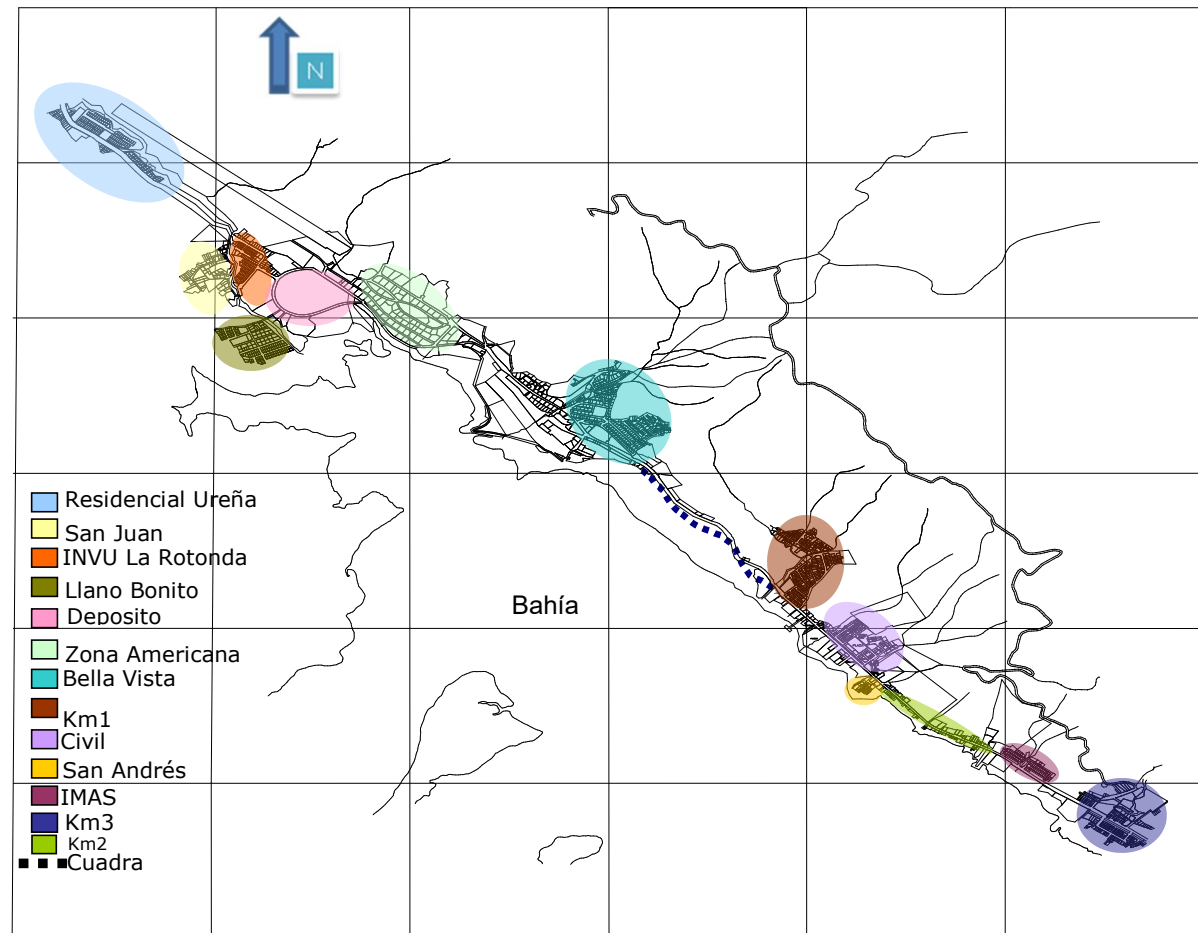 N
Bahía
Residencial Ureña
San Juan
INVU La Rotonda
Llano Bonito
Deposito
Zona Americana
Bella Vista
Km1
Civil
San Andrés
IMAS
Km3
Km2
Cuadra